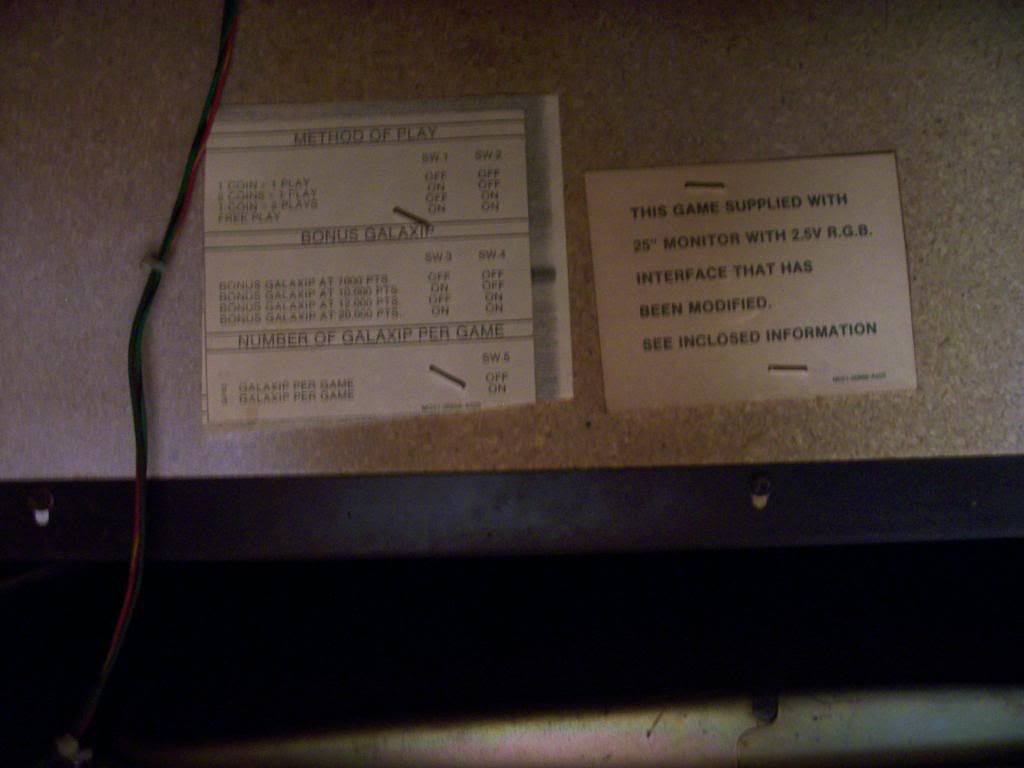 METHOD OF PLAY
SW-1 SW-2
1 COIN = 1 PLAY OFF OFF
2 COINS = 1 PLAY ON OFF
1 COIN = 2 PLAYS OFF ON
FREE PLAY ON ON
BONUS GALAXIP
SW-3 SW-4
BONUS GALAXIP AT 7000 PTS. OFF OFF
BONUS GALAXIP AT 10,000 PTS. ON OFF
BONUS GALAXIP AT 12,000 PTS. OFF ON
BONUS GALAXIP AT 20,000 PTS. ON ON
NUMBER OF GALAXIP PER GAME
SW-5
2 GALAXIP PER GAME OFF
3 GALAXIP PER GAME ON
THIS GAME SUPPLIED WITH
25" MONITOR WITH 2.5V R.G.B.
INTERFACE THAT HAS
BEEN MODIFIED.
SEE INCLOSED INFORMATION